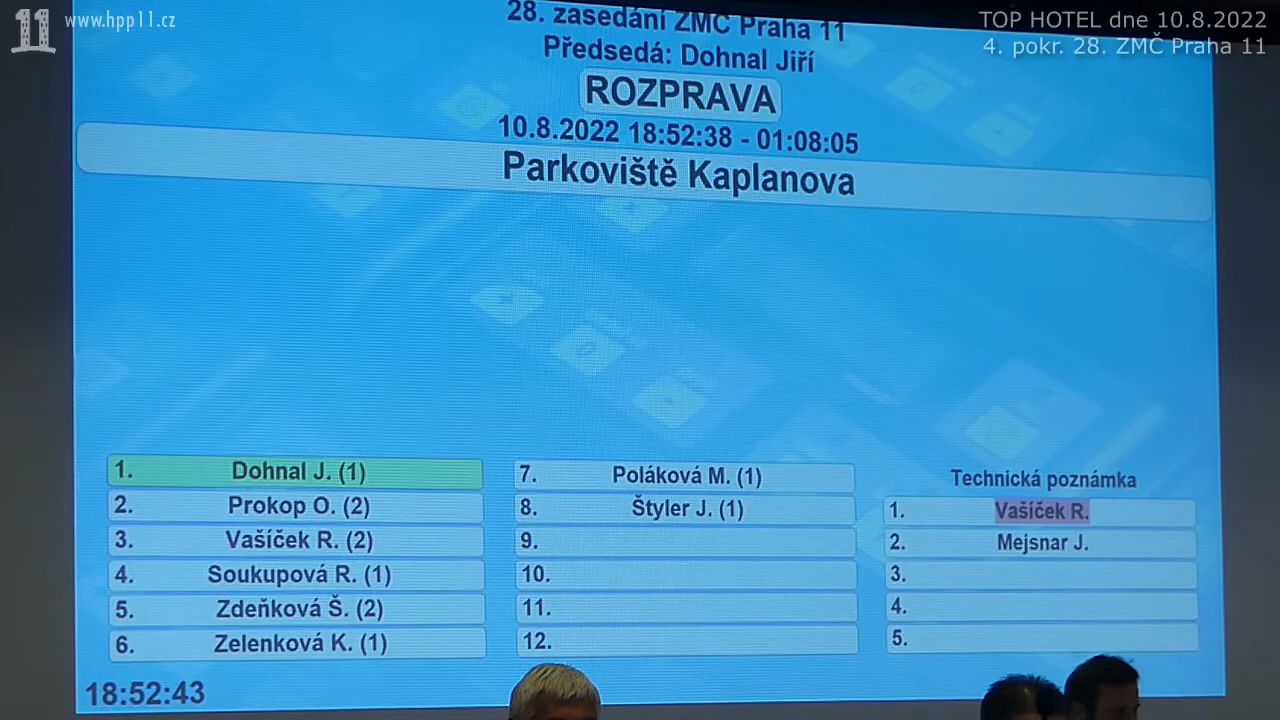 11 www.hpp11.cz
TOP HOTEL dne 10.8.2022
4. pokr. 28. ZMČ Praha 11
28. zasedání ZMČ Praha 11
Předsedá: Dohnal Jiří
ROZPRAVA
10.8.2022 18:52:38 - 01:08:05
Parkoviště Kaplanova
1. Dohnal J. (1)
2. Prokop O. (2)
3. Vašíček R. (2)
4. Soukupová R. (1)
5. Zdeňková Š. (2)
6. Zelenková K. (1)
7. Poláková M. (1)
8. Štyler J. (1)
9.
10.
11.
12.
Technická poznámka
1. Vašíček R.
2. Mejsnar J.
3.
4.
5.
18:52:43